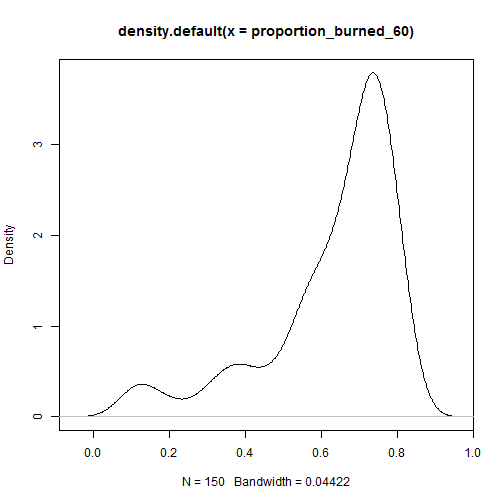 density.default(x = proportion_burned_60)
Density
3
2
1
0
0.0 0.2 0.4 0.6 0.8 1.0
N = 150 Bandwidth = 0.04422